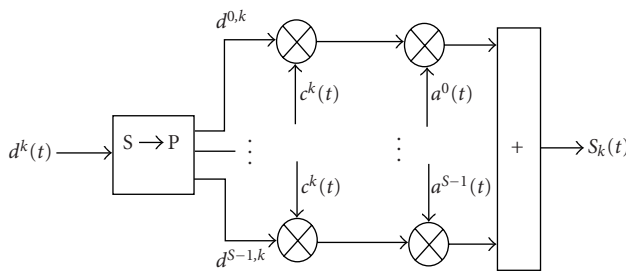 d^{0,k}
c^k(t)
a^0(t)
d^k(t)
S → P
+
S_k(t)
c^k(t)
a^{S−1}(t)
d^{S−1,k}